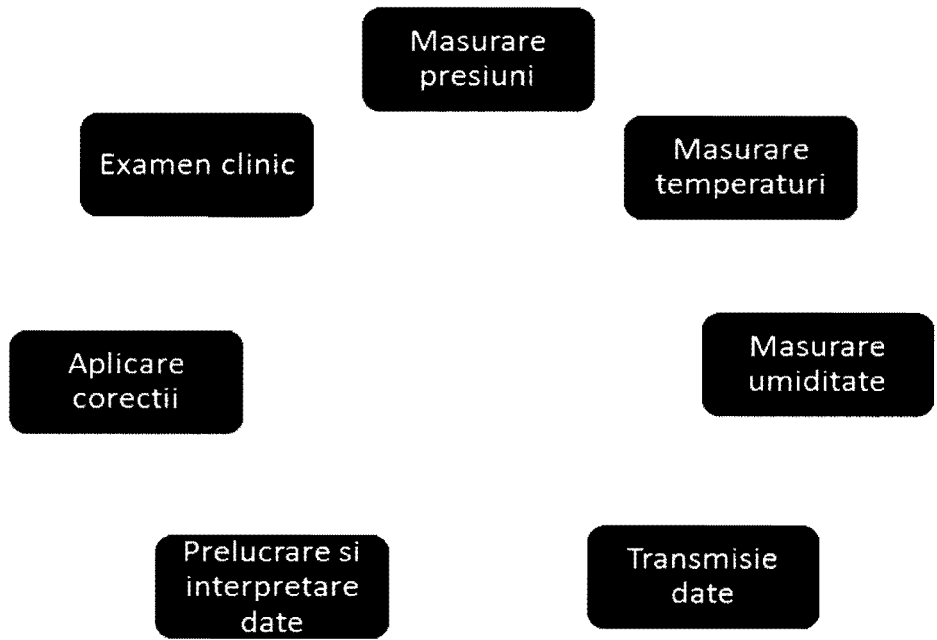 Masurare
presiuni
Masurare
temperaturi
Masurare
umiditate
Transmisie
date
Prelucrare si
interpretare
date
Aplicare
corectii
Examen clinic